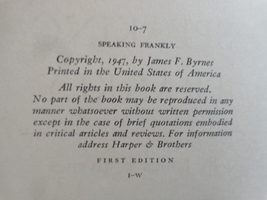 10-7
SPEAKING FRANKLY
Copyright, 1947, by James F. Byrnes
Printed in the United States of America
All rights in this book are reserved.
No part of the book may be reproduced in any
manner whatsoever without written permission
except in the case of brief quotations embodied
in critical articles and reviews. For information
address Harper & Brothers
FIRST EDITION
I-W